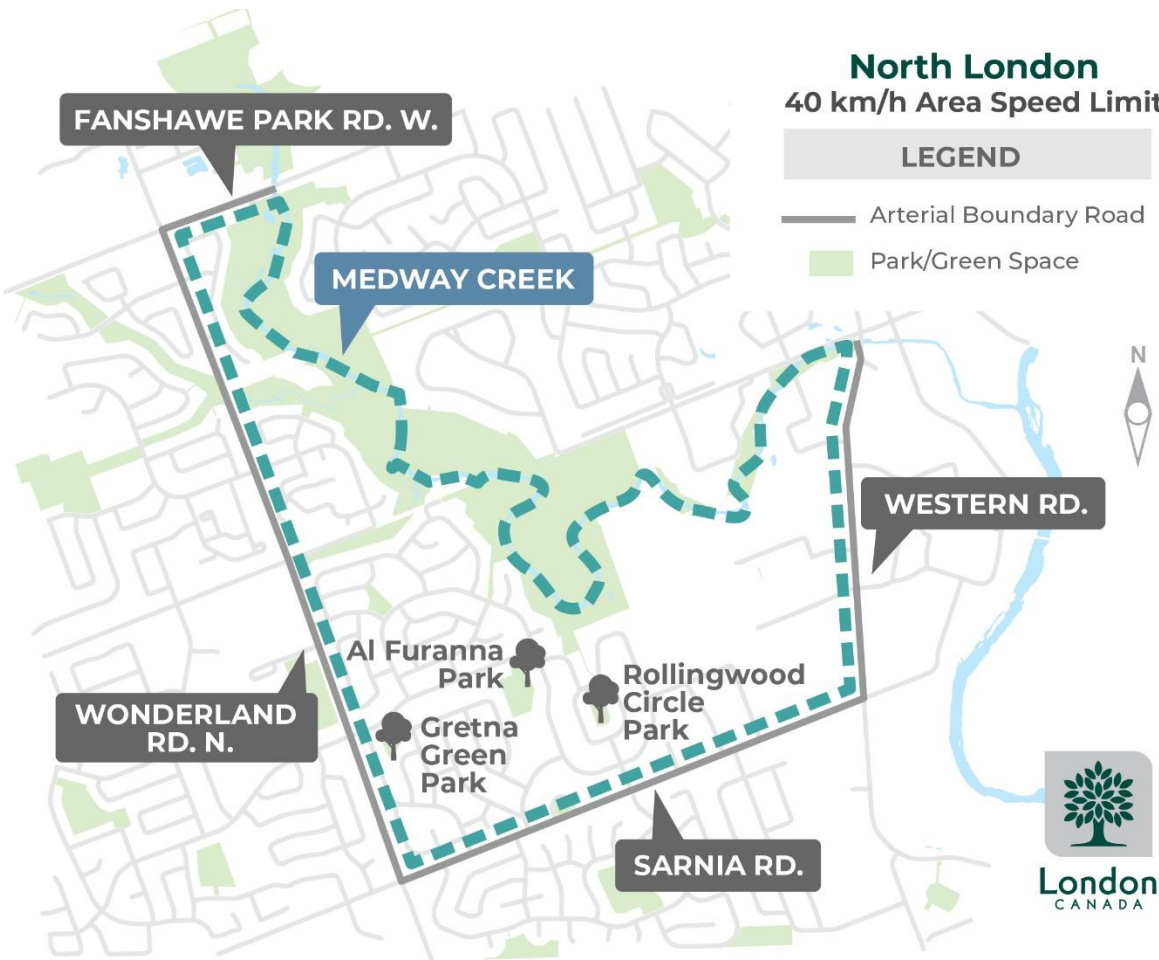 North London
40 km/h Area Speed Limit
LEGEND
Arterial Boundary Road
Park/Green Space
FANSHAWE PARK RD. W.
MEDWAY CREEK
N
WESTERN RD.
Al Furanna
Park
Rollingwood
Circle
Park
WONDERLAND
RD. N.
Gretna
Green
Park
SARNIA RD.
London
CANADA